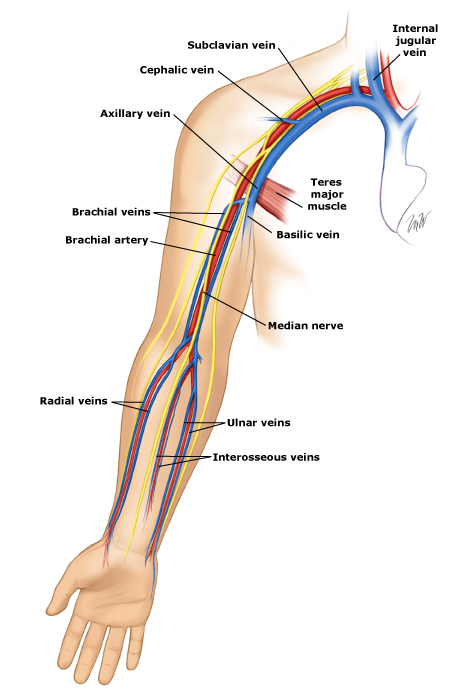 Internal
jugular
vein
Subclavian vein
Cephalic vein
Axillary vein
Teres
major
muscle
Brachial veins
Basilic vein
Brachial artery
Median nerve
Radial veins
Ulnar veins
Interosseous veins